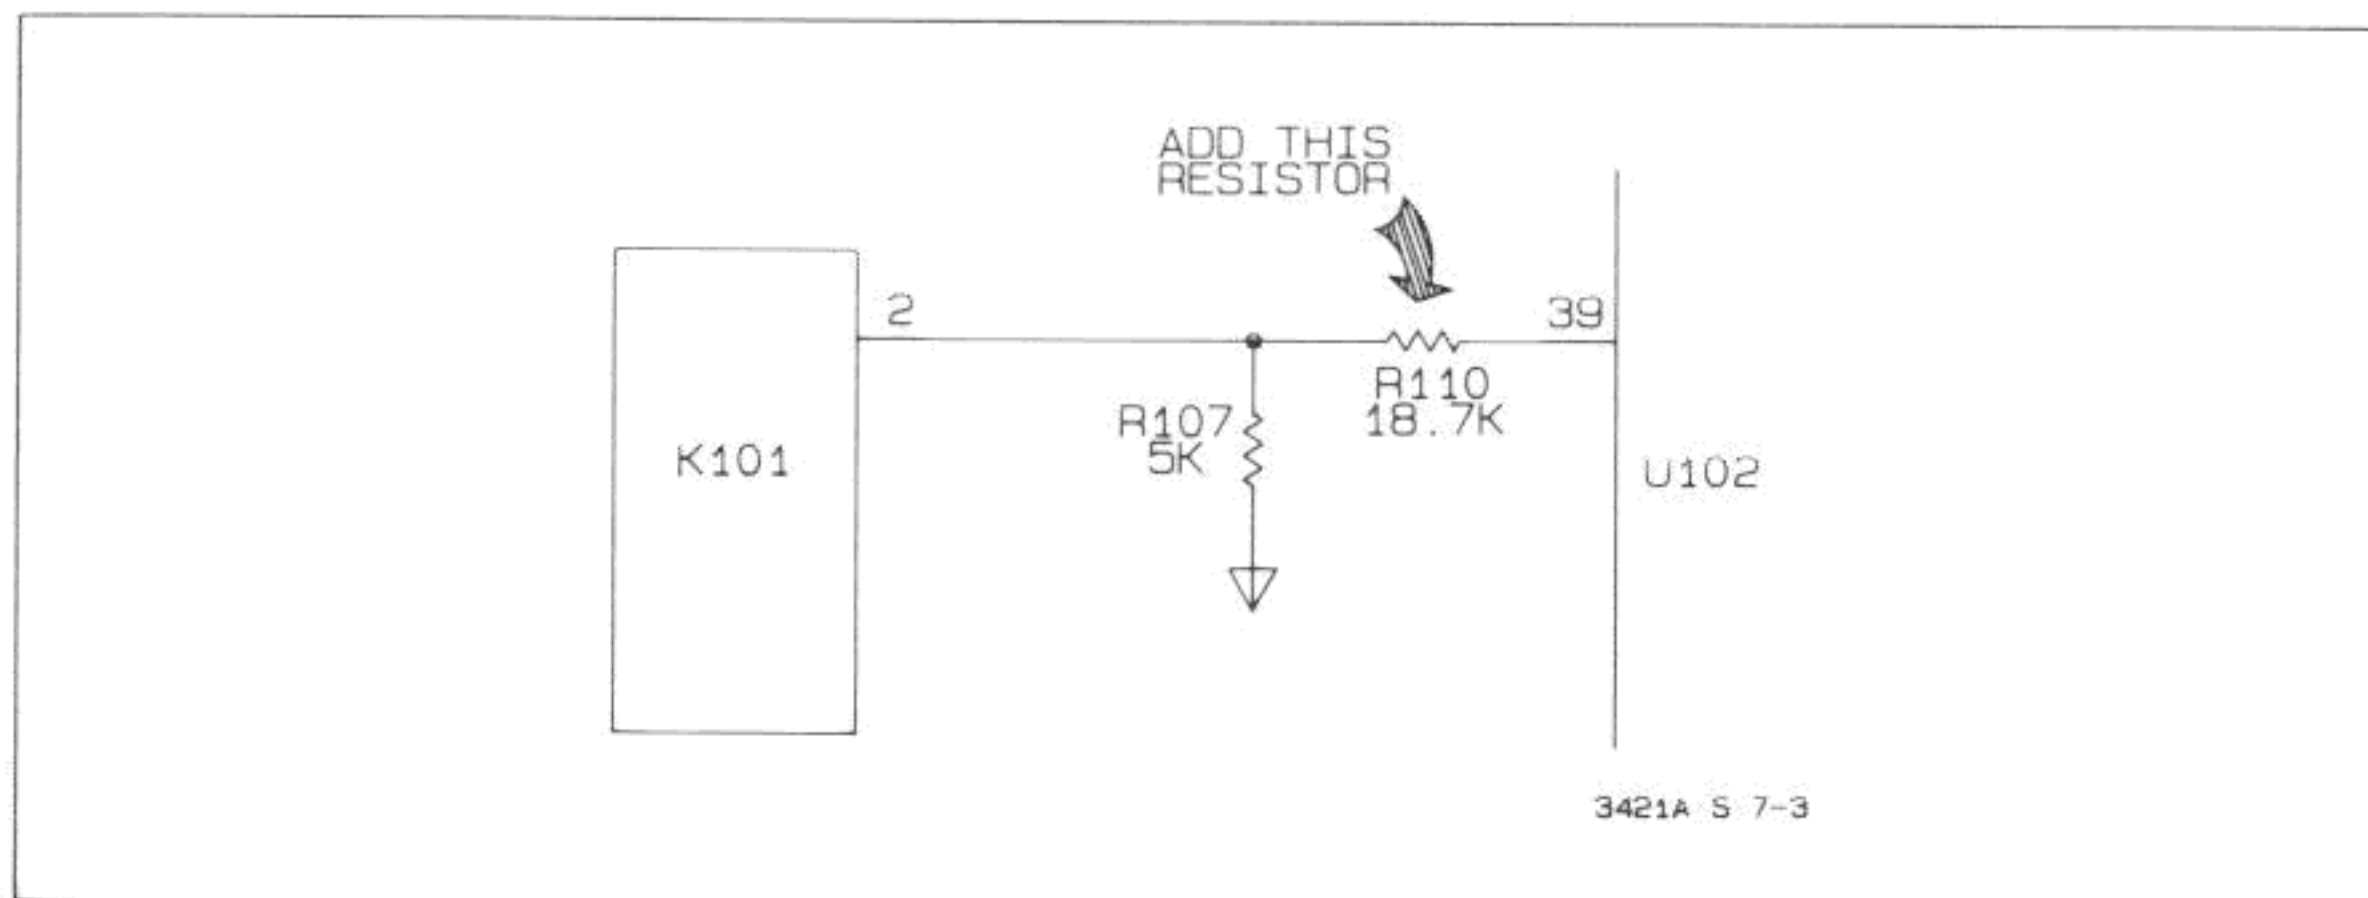 ADD THIS
RESISTOR
2
39
R110
18.7K
R107
5K
K101
U102
3421A S 7-3